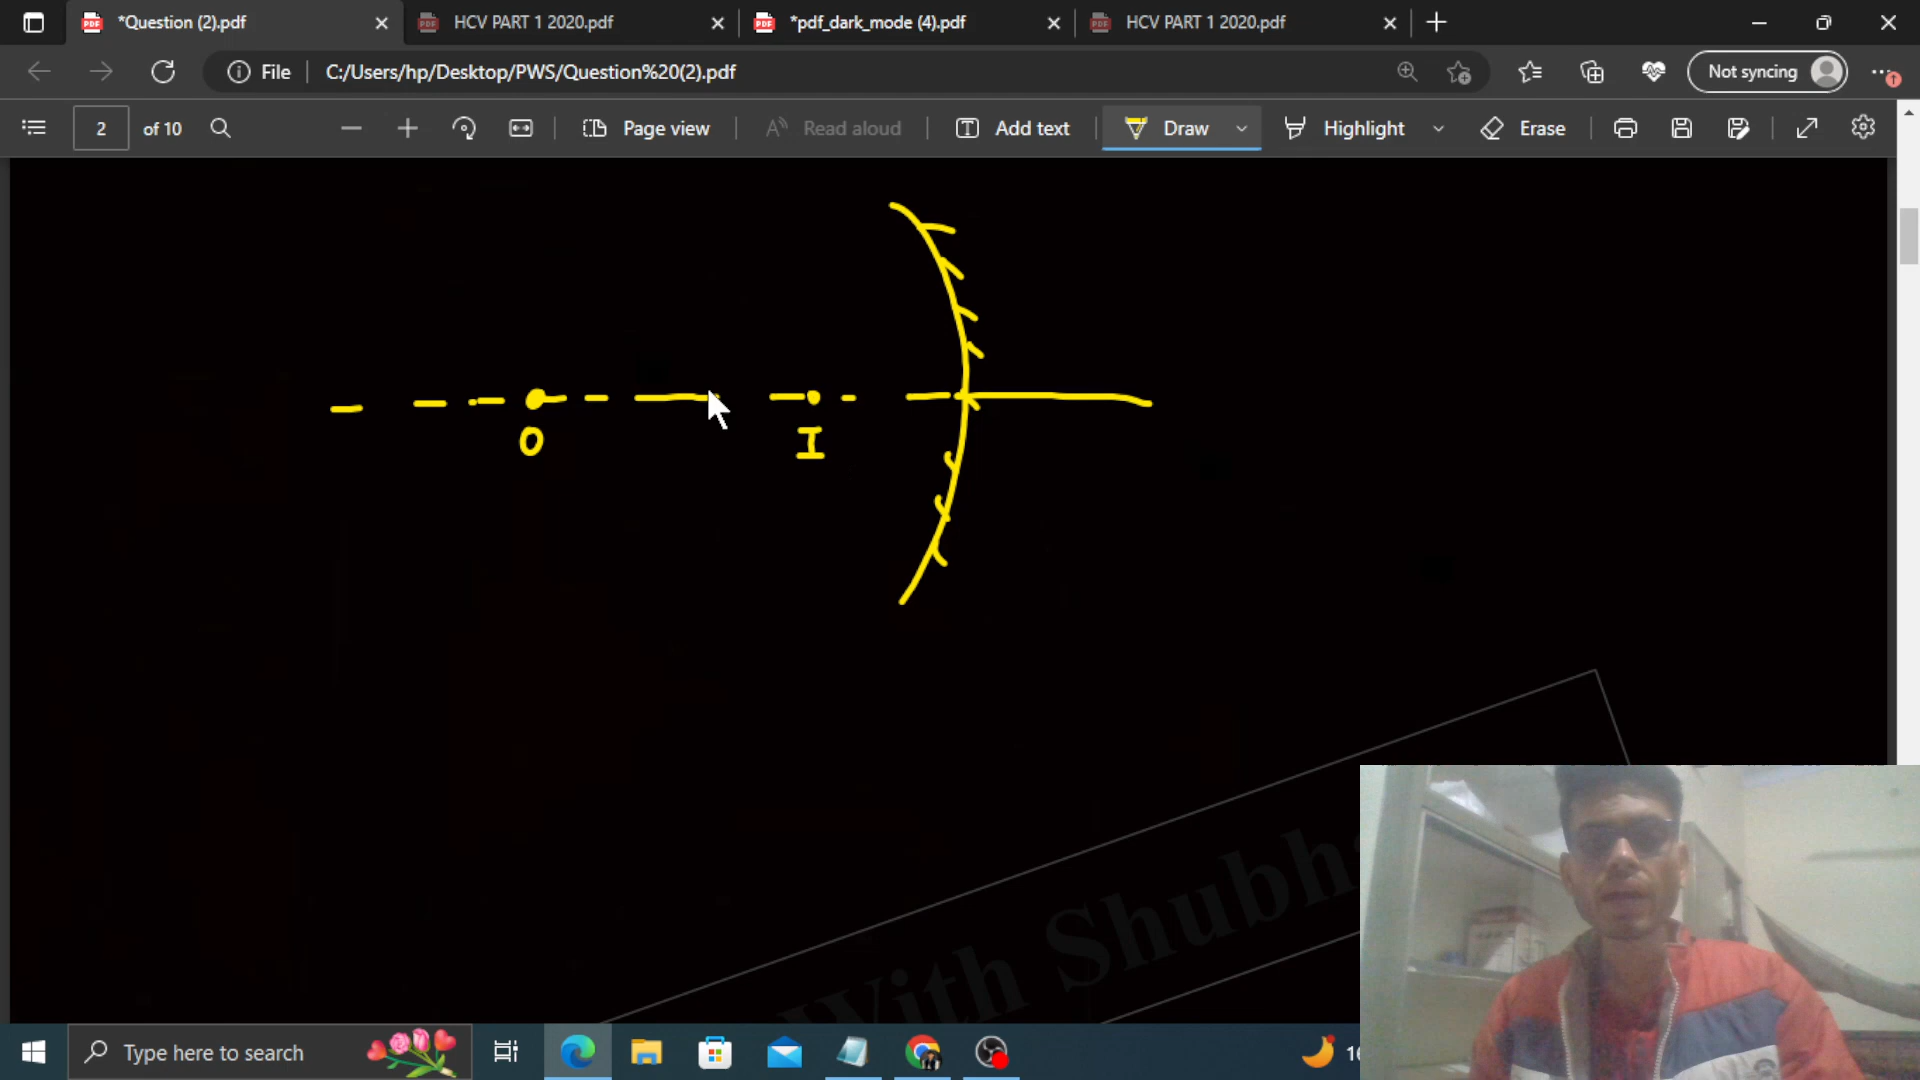 *Question (2).pdf
HCV PART 1 2020.pdf
*pdf_dark_mode (4).pdf
HCV PART 1 2020.pdf
File
C:/Users/hp/Desktop/PWS/Question%20(2).pdf
Not syncing
2 of 10
Page view
Read aloud
Add text
Draw
Highlight
Erase
O
I
With
Type here to search